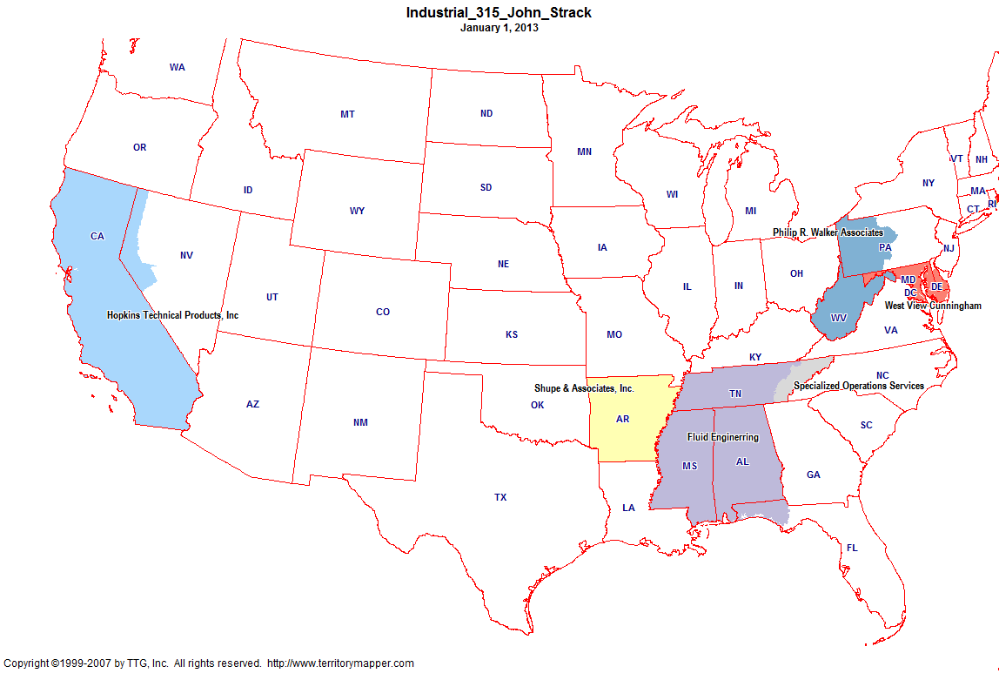 Industrial_315_John_Strack
January 1, 2013
WA
MT
ND
OR
MN
VT
NH
ID
SD
NY
MA
WI
RI
WY
MI
CT
CA
Philip R. Walker Associates
NV
IA
PA
NJ
NE
OH
MD
UT
IL
IN
DE
DC
CO
West View Cunningham
Hopkins Technical Products, Inc
WV
KS
MO
VA
KY
NC
Shupe & Associates, Inc.
Specialized Operations Services
TN
AZ
OK
NM
AR
SC
Fluid Enginerring
MS
AL
GA
TX
LA
FL
Copyright ©1999-2007 by TTG, Inc. All rights reserved. http://www.territorymapper.com